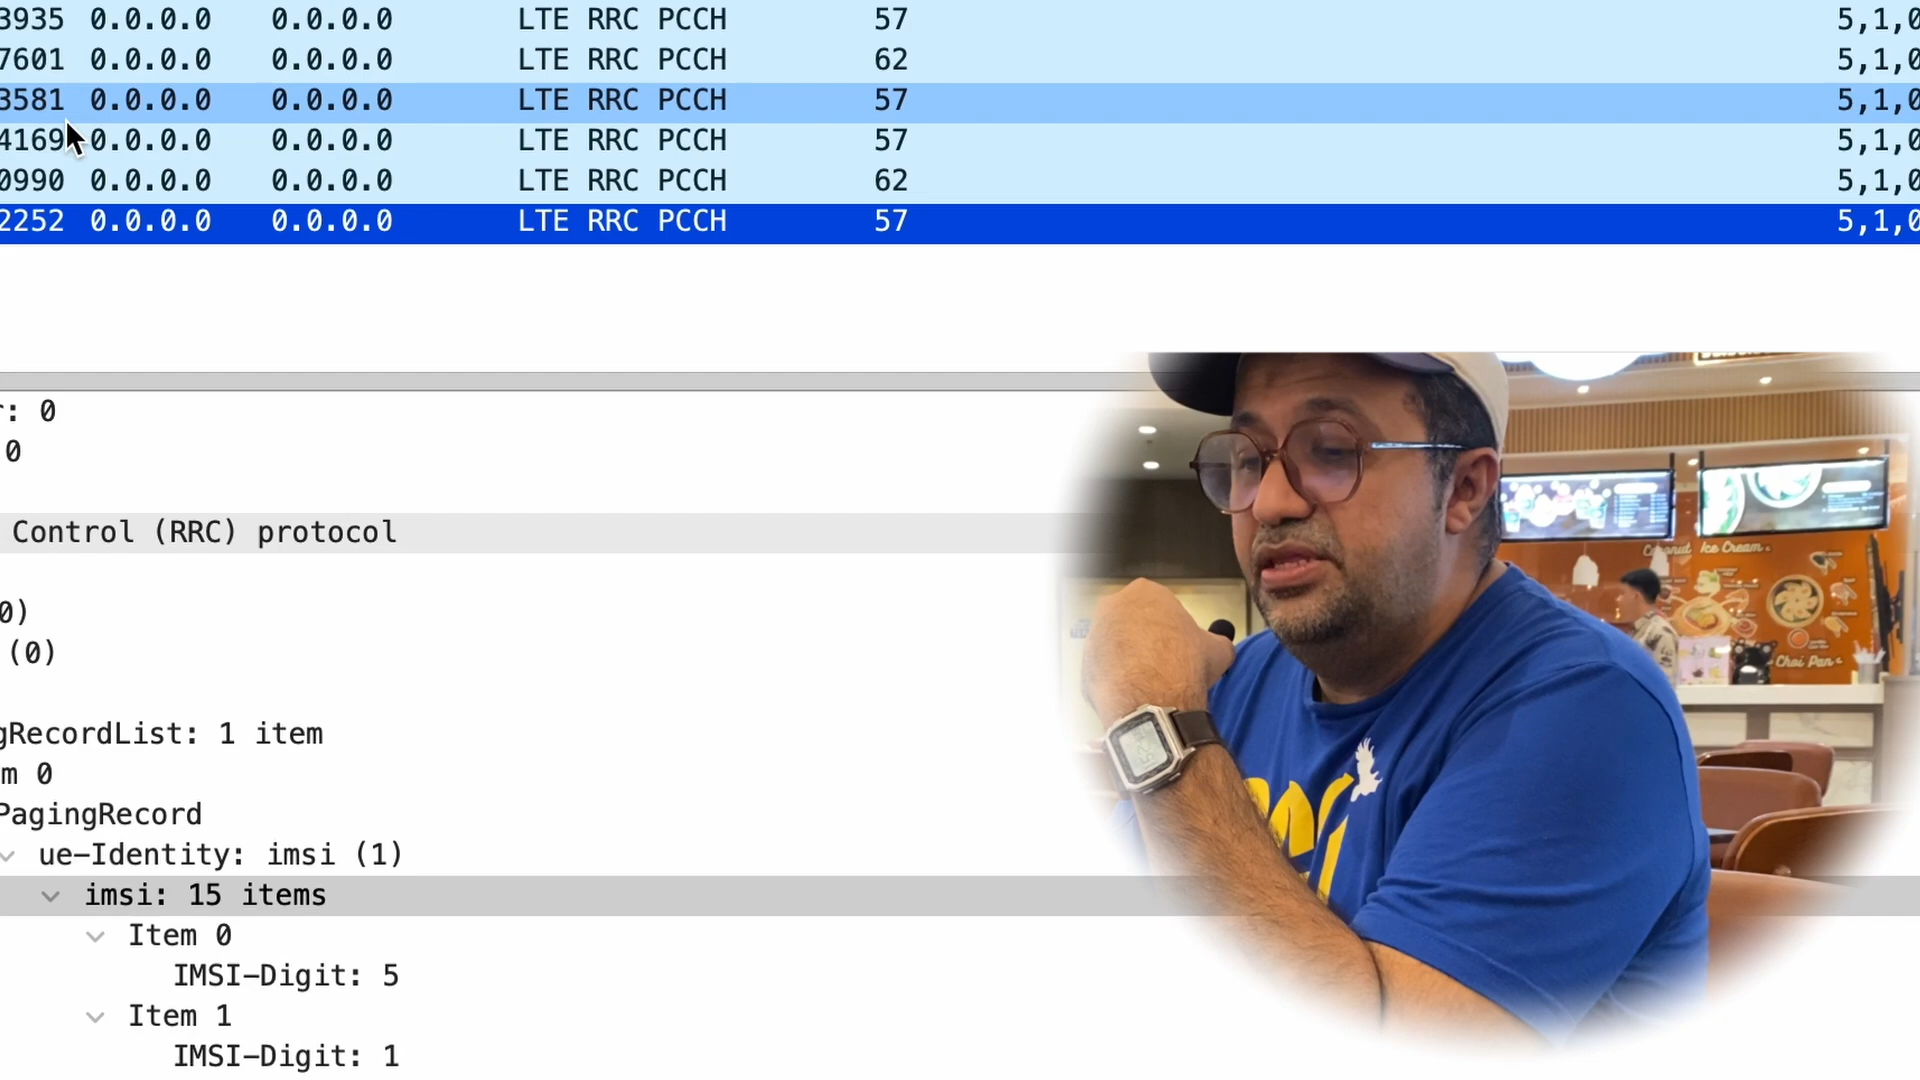 3935 0.0.0.0 0.0.0.0 LTE RRC PCCH 57 5,1,0
7601 0.0.0.0 0.0.0.0 LTE RRC PCCH 62 5,1,0
3581 0.0.0.0 0.0.0.0 LTE RRC PCCH 57 5,1,0
4169 0.0.0.0 0.0.0.0 LTE RRC PCCH 57 5,1,0
0990 0.0.0.0 0.0.0.0 LTE RRC PCCH 62 5,1,0
2252 0.0.0.0 0.0.0.0 LTE RRC PCCH 57 5,1,0
r: 0
0
Control (RRC) protocol
0)
(0)
gRecordList: 1 item
m 0
PagingRecord
ue-Identity: imsi (1)
imsi: 15 items
Item 0
IMSI-Digit: 5
Item 1
IMSI-Digit: 1
Coconut Ice Cream
Choi Pan